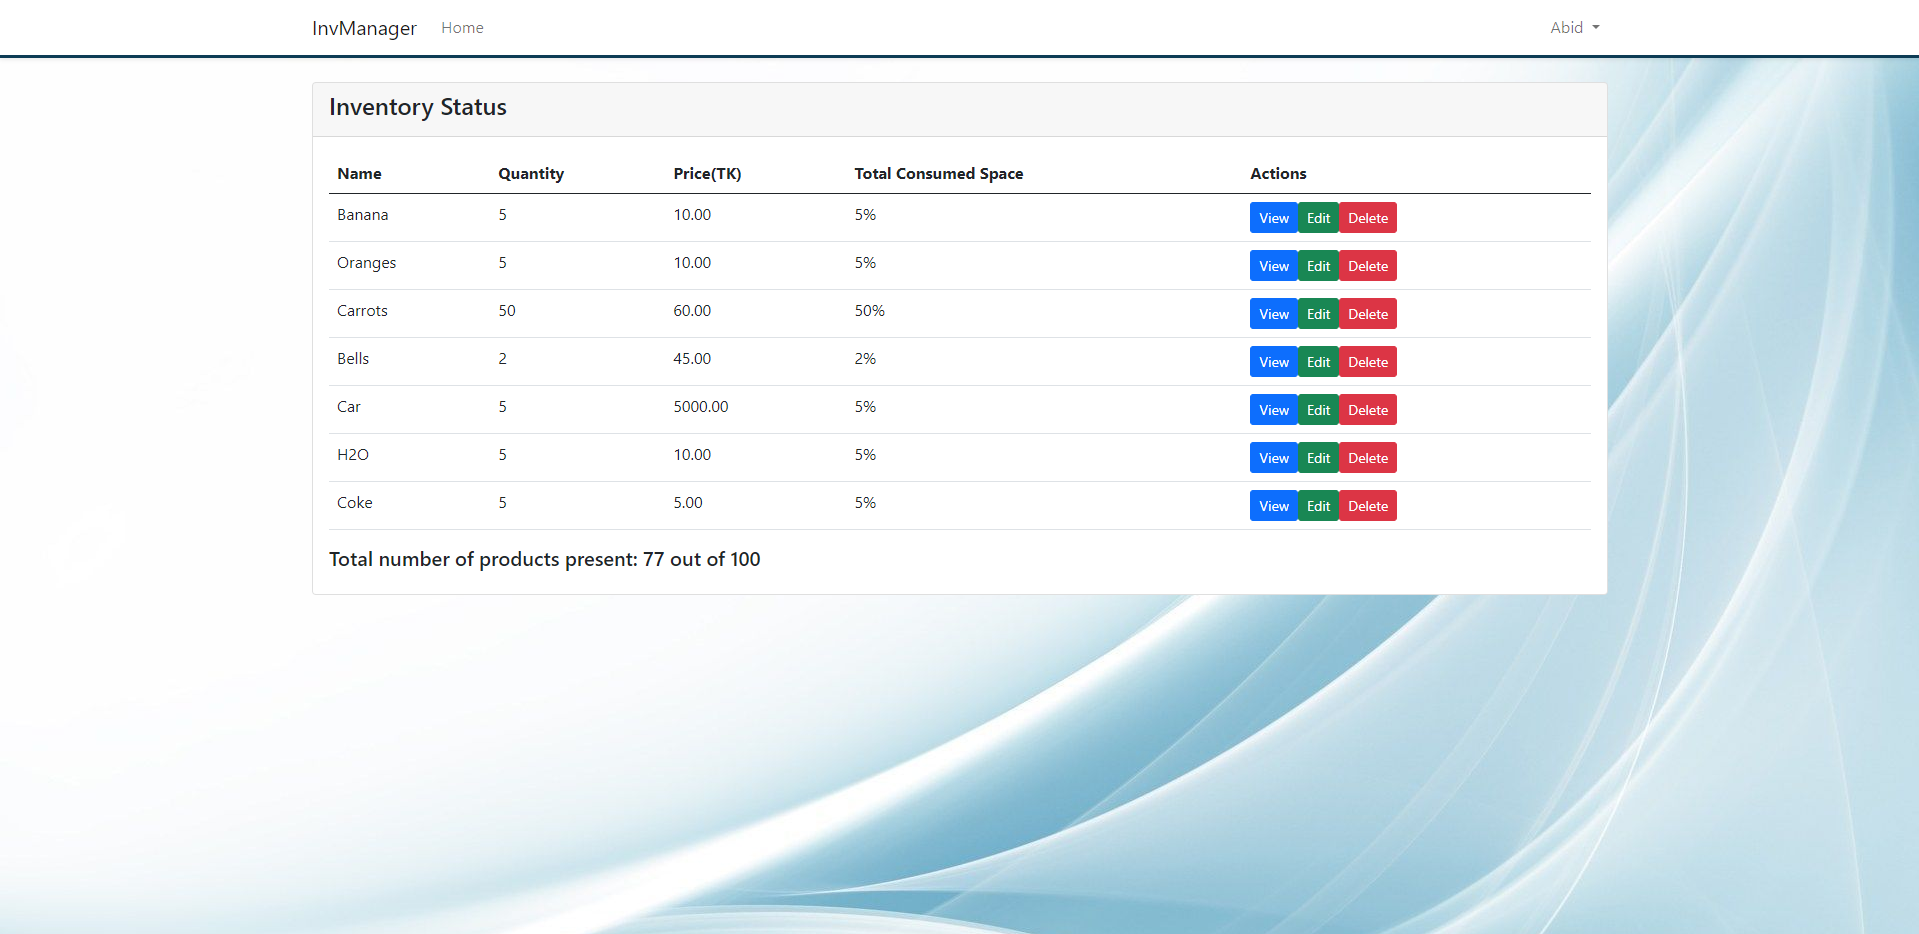 InvManager Home Abid
Inventory Status
Name Quantity Price(TK) Total Consumed Space Actions
Banana 5 10.00 5% View Edit Delete
Oranges 5 10.00 5% View Edit Delete
Carrots 50 60.00 50% View Edit Delete
Bells 2 45.00 2% View Edit Delete
Car 5 5000.00 5% View Edit Delete
H2O 5 10.00 5% View Edit Delete
Coke 5 5.00 5% View Edit Delete
Total number of products present: 77 out of 100